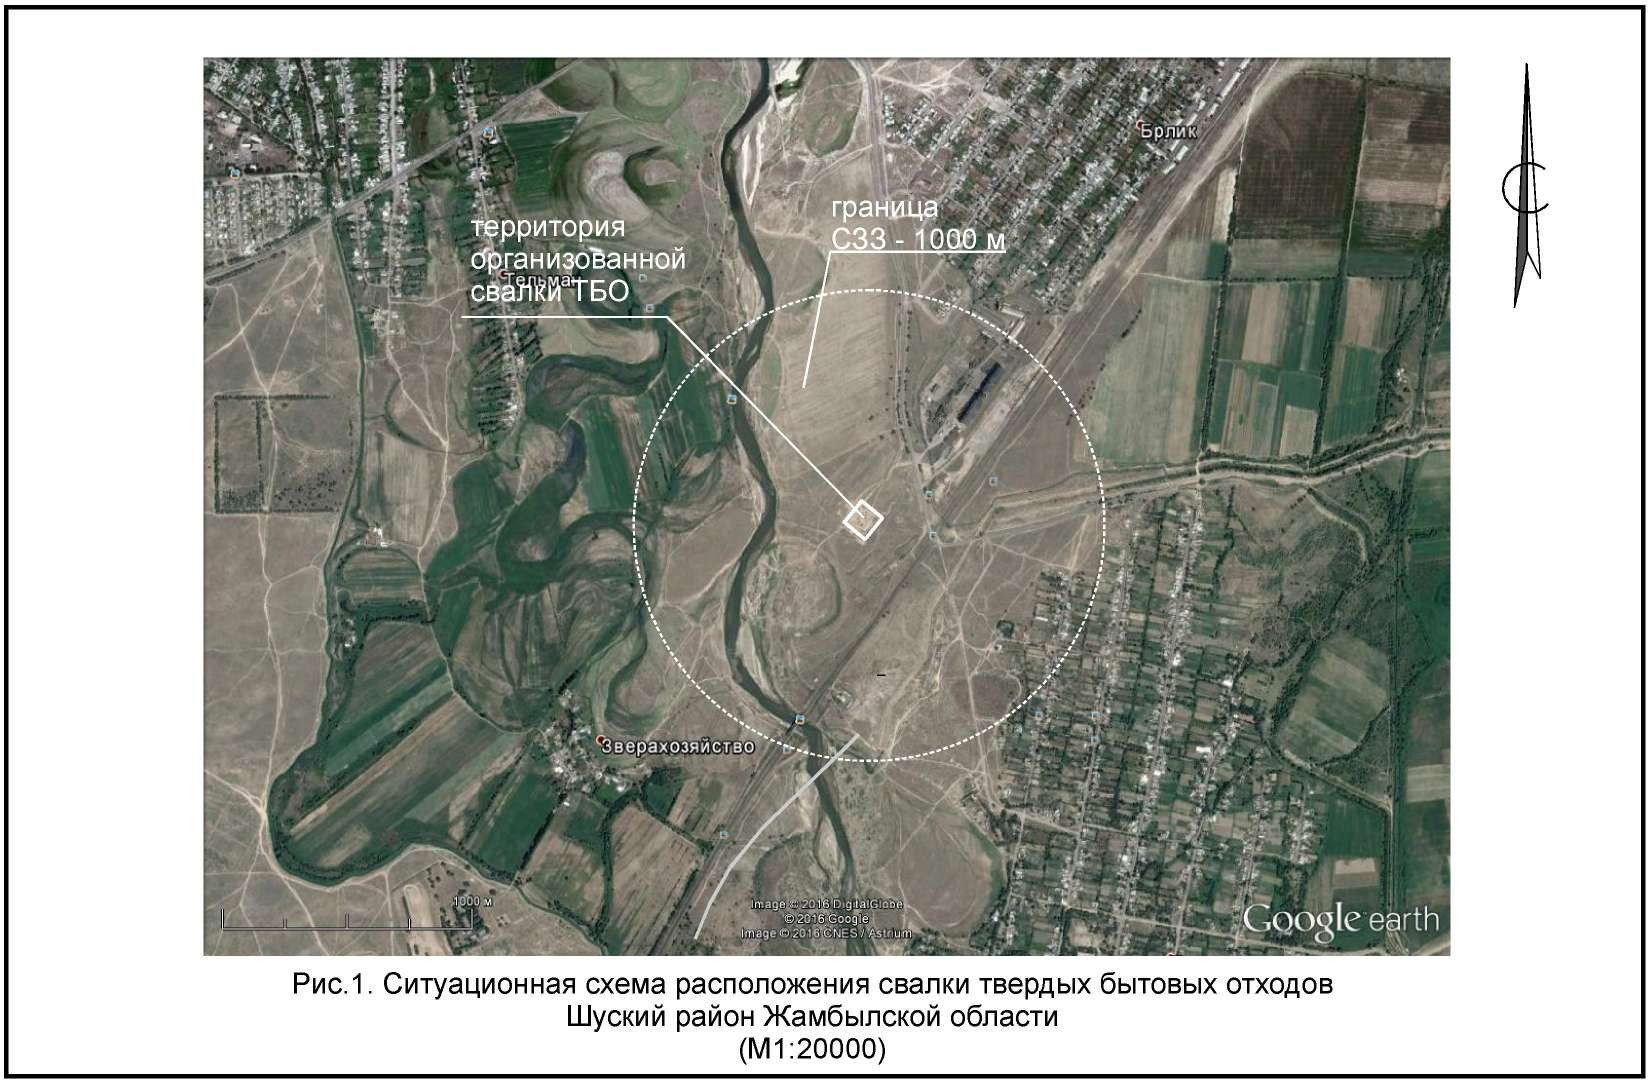 Брлик
граница
СЗЗ - 1000 м
территория
организованной
свалки ТБО
Тельман
С
Зверахозяйство
1000 м
Image © 2016 DigitalGlobe
© 2016 Google
Image © 2016 CNES / Astrium
Google earth
Рис.1. Ситуационная схема расположения свалки твердых бытовых отходов
Шуский район Жамбылской области
(М1:20000)